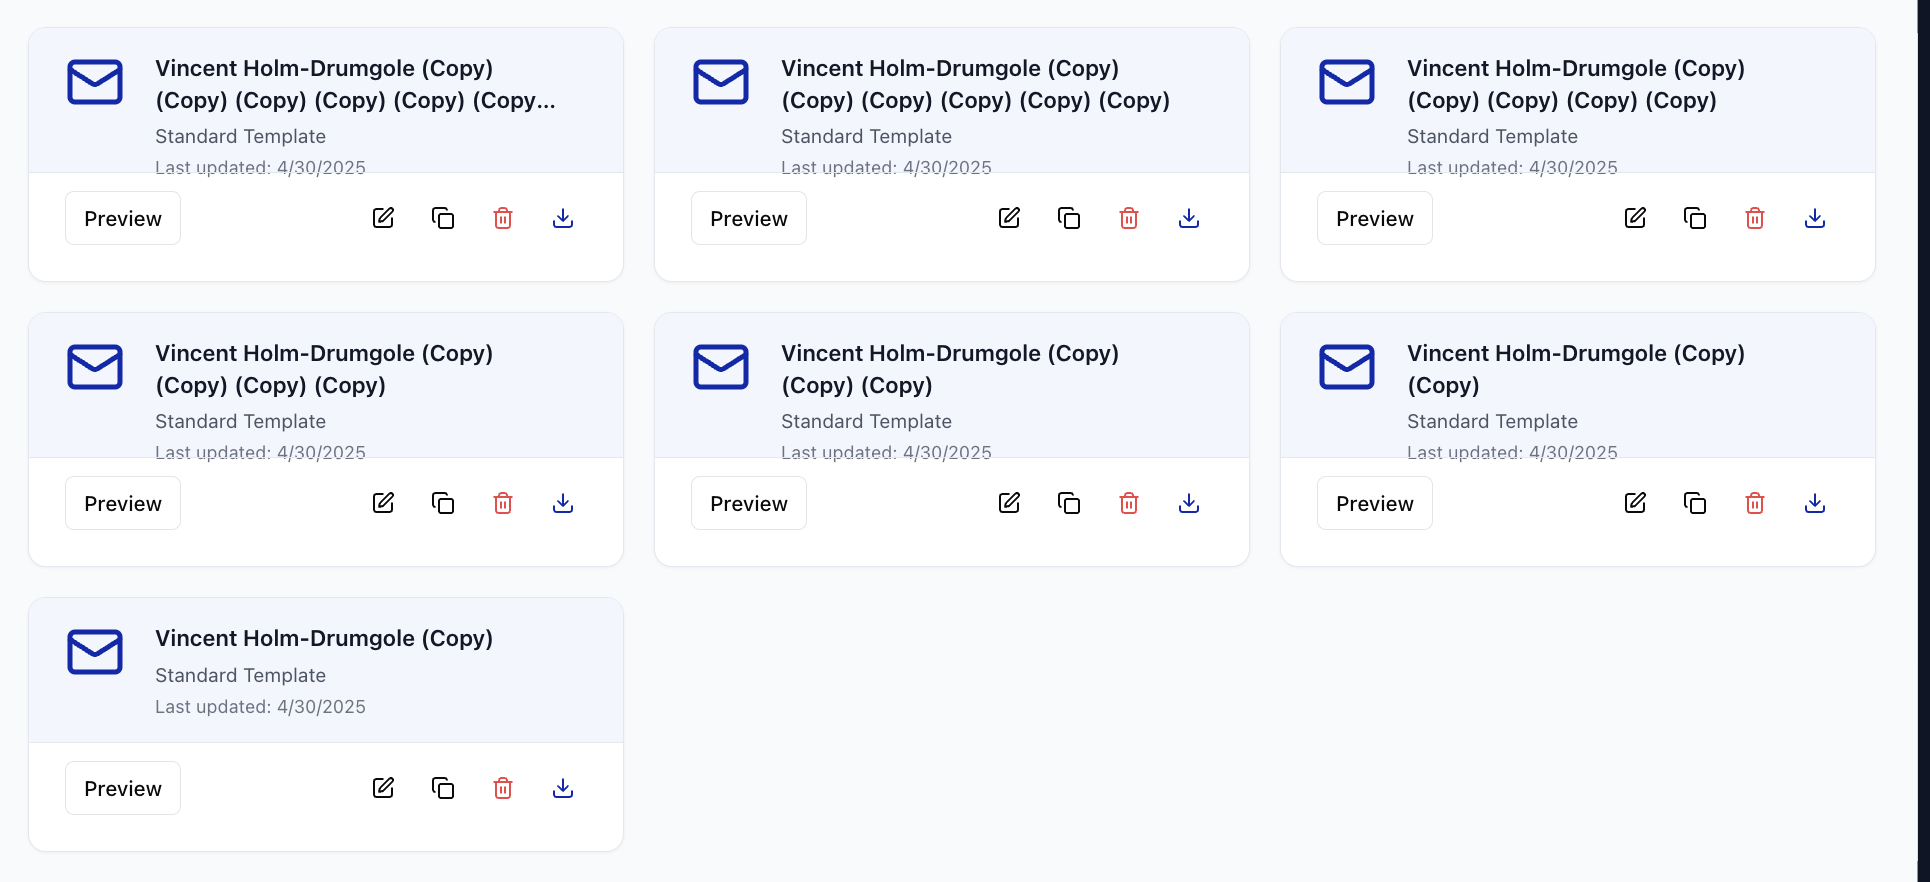 Vincent Holm-Drumgole (Copy)
(Copy) (Copy) (Copy) (Copy) (Copy...
Standard Template
Last updated: 4/30/2025
Preview
Vincent Holm-Drumgole (Copy)
(Copy) (Copy) (Copy) (Copy) (Copy)
Standard Template
Last updated: 4/30/2025
Preview
Vincent Holm-Drumgole (Copy)
(Copy) (Copy) (Copy) (Copy)
Standard Template
Last updated: 4/30/2025
Preview
Vincent Holm-Drumgole (Copy)
(Copy) (Copy) (Copy)
Standard Template
Last updated: 4/30/2025
Preview
Vincent Holm-Drumgole (Copy)
(Copy) (Copy)
Standard Template
Last updated: 4/30/2025
Preview
Vincent Holm-Drumgole (Copy)
(Copy)
Standard Template
Last updated: 4/30/2025
Preview
Vincent Holm-Drumgole (Copy)
Standard Template
Last updated: 4/30/2025
Preview